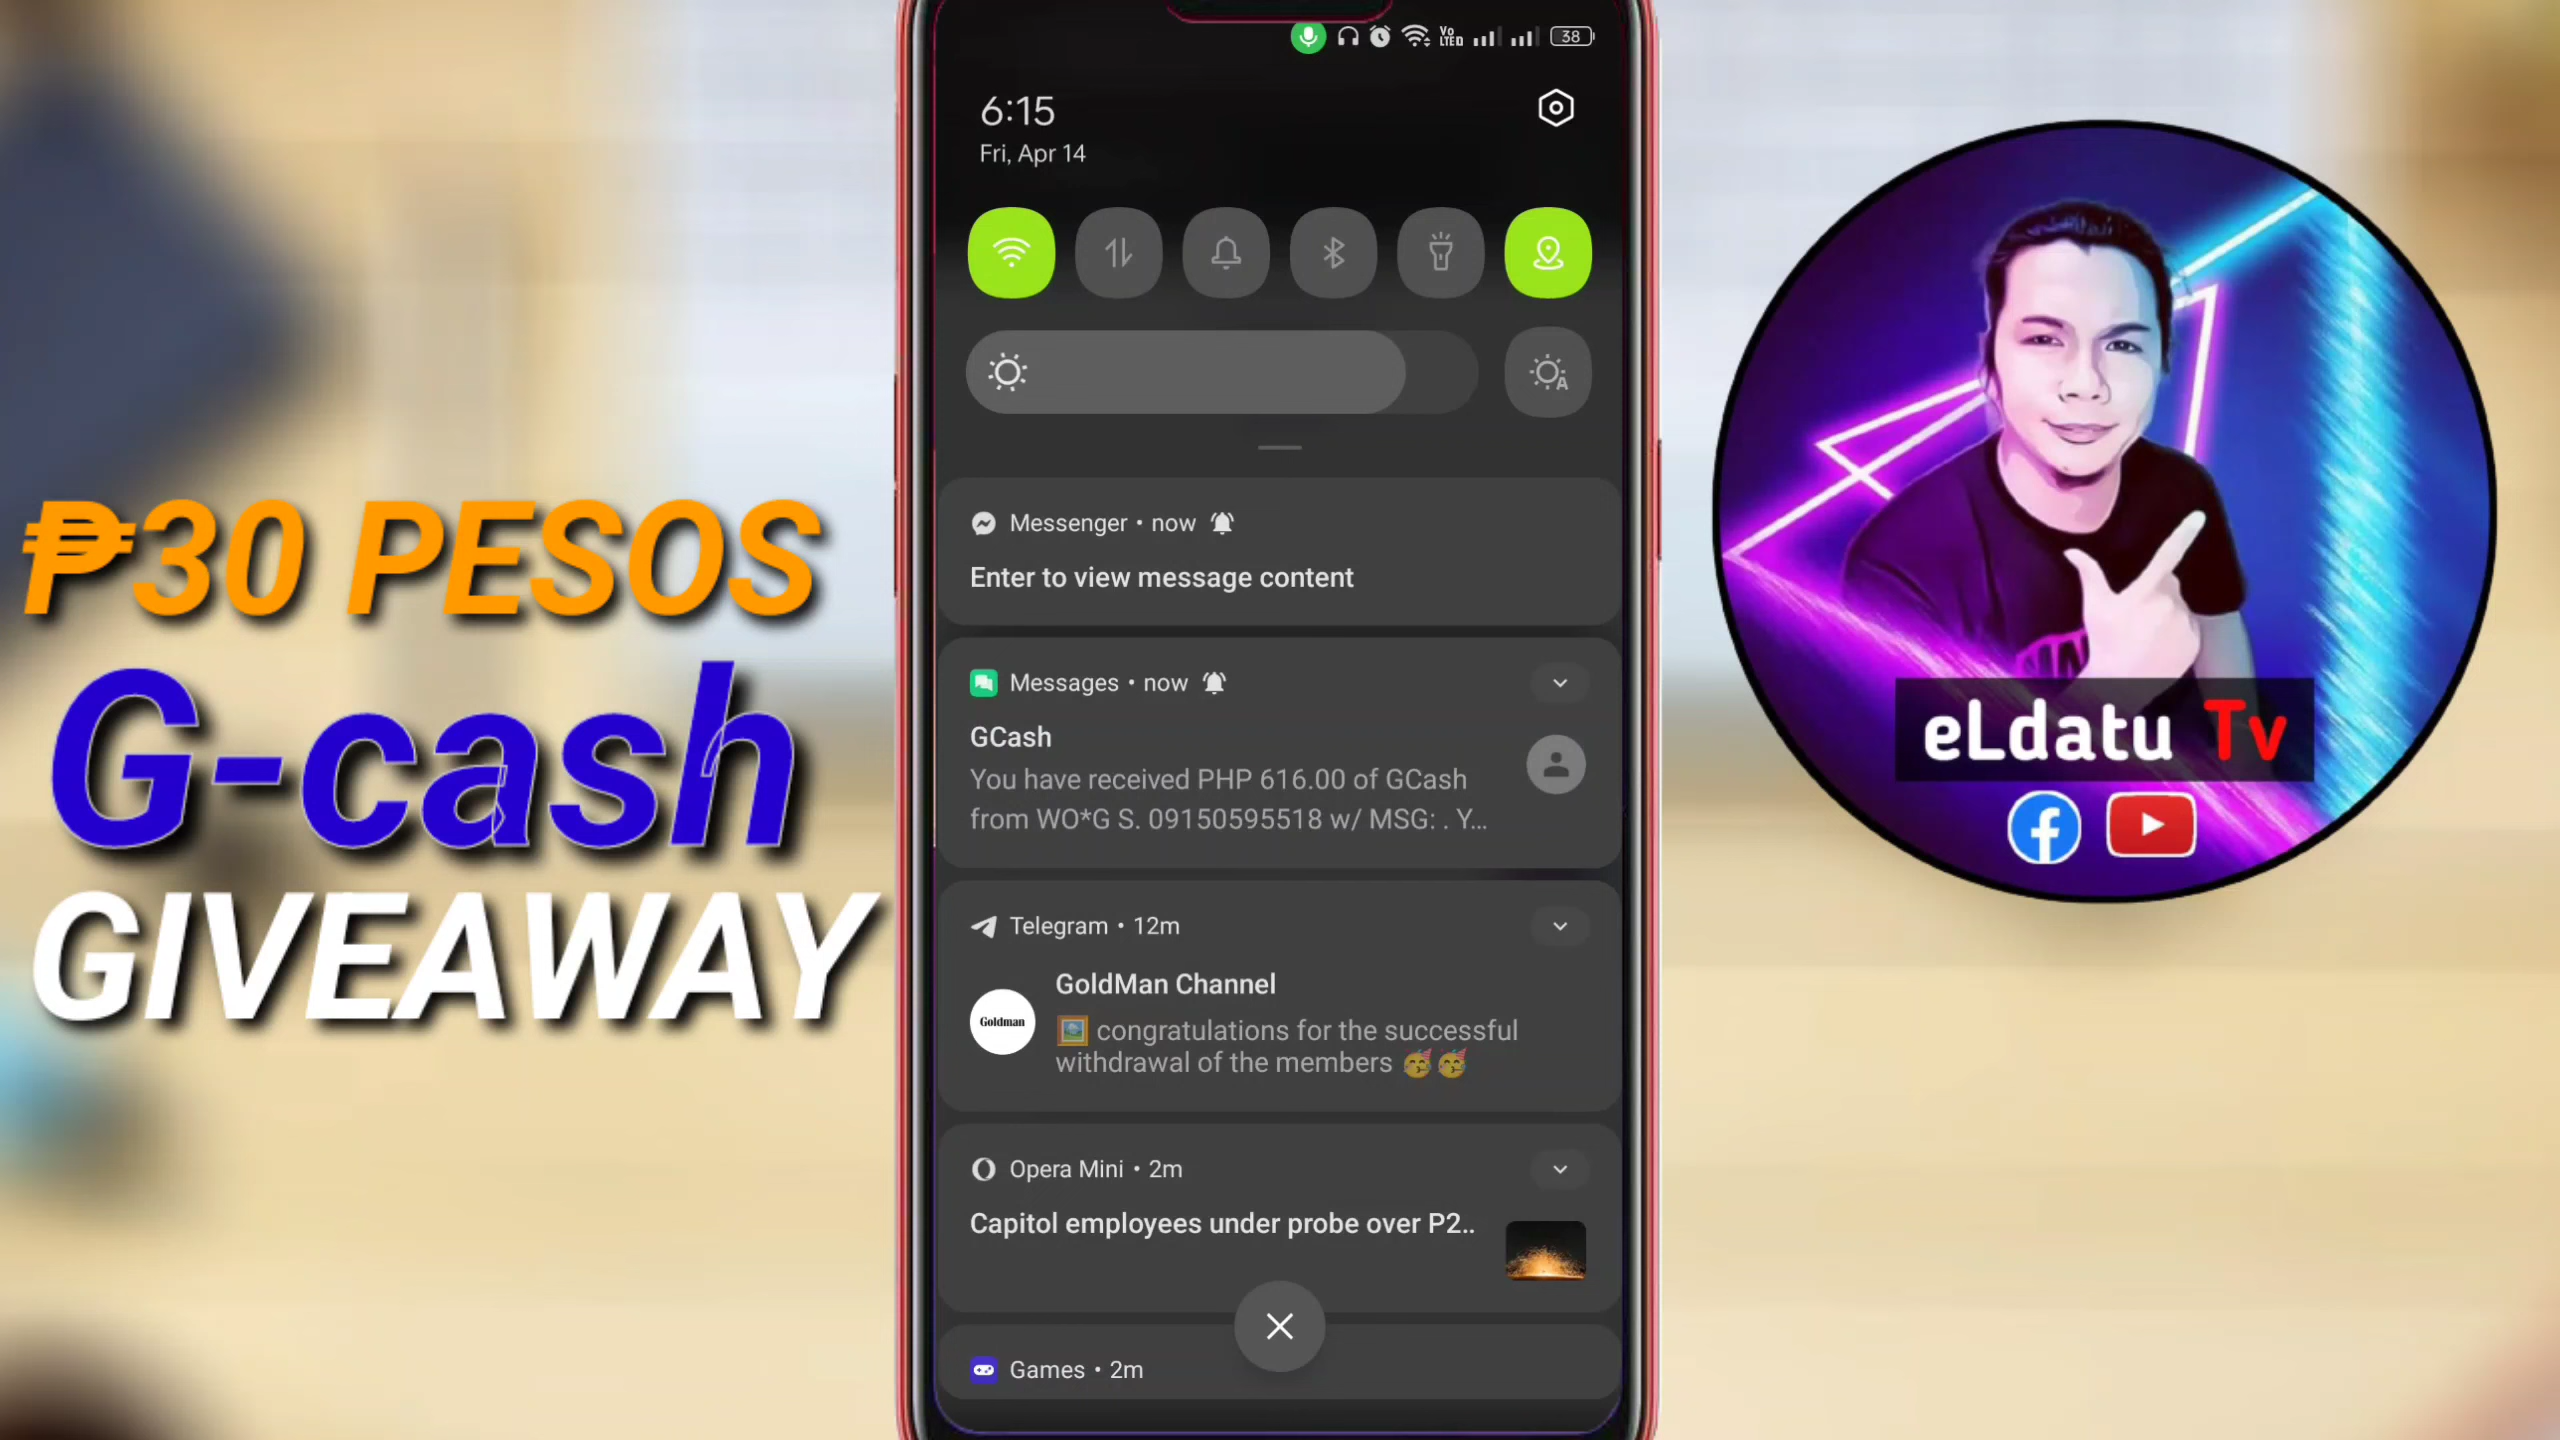 ₱30 PESOS
G-cash
GIVEAWAY
Vo
LTED
38
6:15
Fri, Apr 14
A
Messenger • now
Enter to view message content
Messages • now
GCash
You have received PHP 616.00 of GCash
from WO*G S. 09150595518 w/ MSG: . Y...
Telegram • 12m
GoldMan Channel
Goldman
🖼️ congratulations for the successful
withdrawal of the members 🥳🥳
Opera Mini • 2m
Capitol employees under probe over P2..
Games • 2m
eLdatu Tv